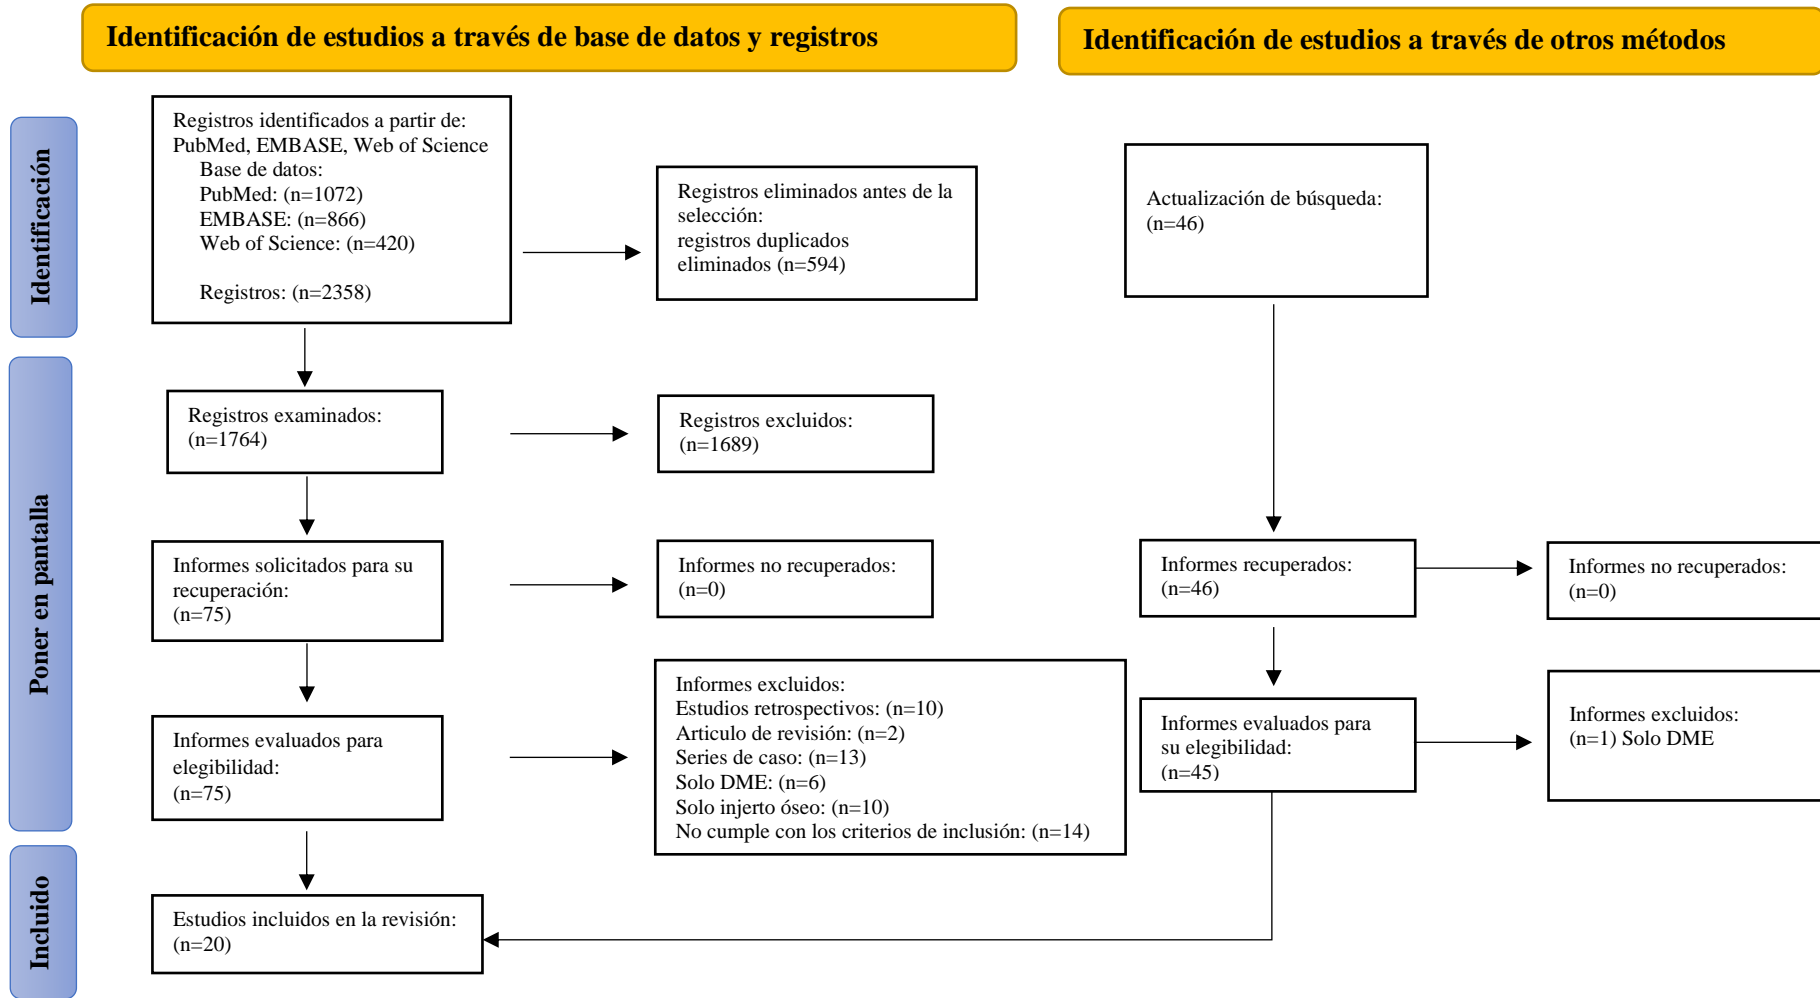 Identificación de estudios a través de base de datos y registros
Identificación de estudios a través de otros métodos
Identificación
Registros identificados a partir de:
PubMed, EMBASE, Web of Science
Base de datos:
PubMed: (n=1072)
EMBASE: (n=866)
Web of Science: (n=420)
Registros: (n=2358)
Registros eliminados antes de la
selección:
registros duplicados
eliminados (n=594)
Actualización de búsqueda:
(n=46)
Poner en pantalla
Registros examinados:
(n=1764)
Registros excluidos:
(n=1689)
Informes solicitados para su
recuperación:
(n=75)
Informes no recuperados:
(n=0)
Informes recuperados:
(n=46)
Informes no recuperados:
(n=0)
Informes evaluados para
elegibilidad:
(n=75)
Informes excluidos:
Estudios retrospectivos: (n=10)
Articulo de revisión: (n=2)
Series de caso: (n=13)
Solo DME: (n=6)
Solo injerto óseo: (n=10)
No cumple con los criterios de inclusión: (n=14)
Informes evaluados para
su elegibilidad:
(n=45)
Informes excluidos:
(n=1) Solo DME
Incluido
Estudios incluidos en la revisión:
(n=20)